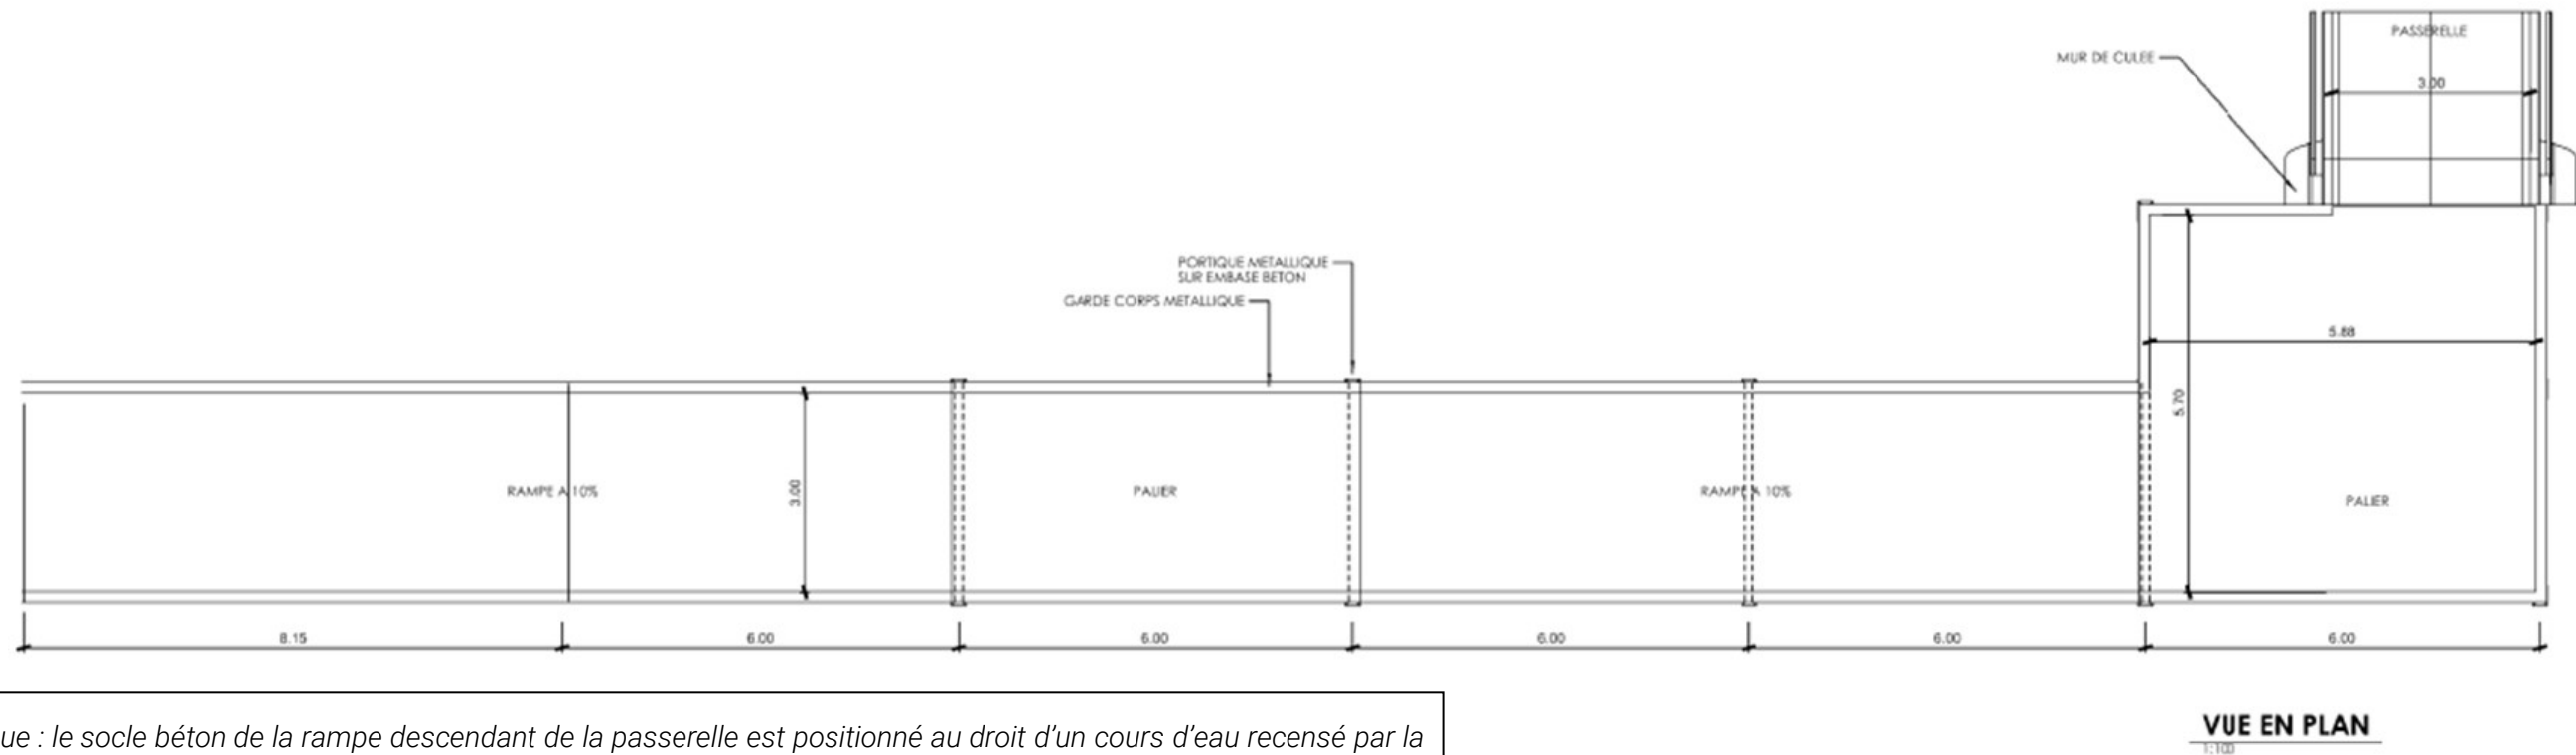 PASSERELLE
MUR DE CULEE
3.00
PORTIQUE METALLIQUE
SUR EMBASE BETON
GARDE CORPS METALLIQUE
5.88
5.70
RAMPE A 10%
3.00
PALIER
RAMPE A 10%
PALIER
8.15 6.00 6.00 6.00 6.00 6.00
VUE EN PLAN
1:100
ue : le socle béton de la rampe descendant de la passerelle est positionné au droit d’un cours d’eau recensé par la